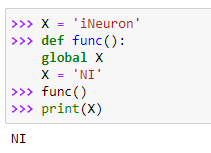 >>> X = 'iNeuron'
>>> def func():
    global X
    X = 'NI'
>>> func()
>>> print(X)
NI